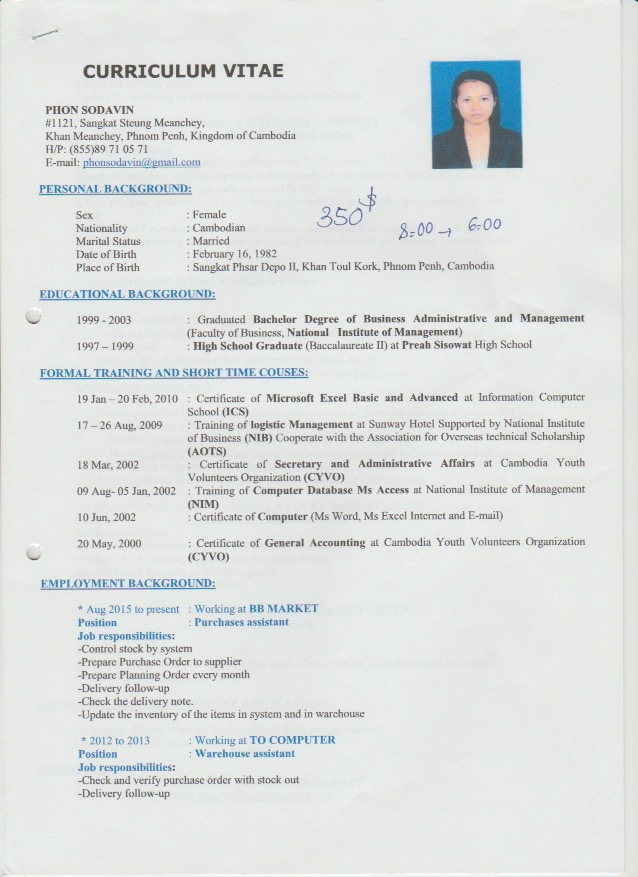 CURRICULUM VITAE
PHON SODAVIN
#1121, Sangkat Steung Meanchey,
Khan Meanchey, Phnom Penh, Kingdom of Cambodia
H/P: (855)89 71 05 71
E-mail: phonsodavin@gmail.com
PERSONAL BACKGROUND:
Sex : Female
Nationality : Cambodian
Marital Status : Married
Date of Birth : February 16, 1982
Place of Birth : Sangkat Phsar Depo II, Khan Toul Kork, Phnom Penh, Cambodia
350$
8:00 → 6:00
EDUCATIONAL BACKGROUND:
1999 - 2003 : Graduated Bachelor Degree of Business Administrative and Management
(Faculty of Business, National Institute of Management)
1997 – 1999 : High School Graduate (Baccalaureate II) at Preah Sisowat High School
FORMAL TRAINING AND SHORT TIME COUSES:
19 Jan – 20 Feb, 2010 : Certificate of Microsoft Excel Basic and Advanced at Information Computer
School (ICS)
17 – 26 Aug, 2009 : Training of logistic Management at Sunway Hotel Supported by National Institute
of Business (NIB) Cooperate with the Association for Overseas technical Scholarship
(AOTS)
18 Mar, 2002 : Certificate of Secretary and Administrative Affairs at Cambodia Youth
Volunteers Organization (CYVO)
09 Aug- 05 Jan, 2002 : Training of Computer Database Ms Access at National Institute of Management
(NIM)
10 Jun, 2002 : Certificate of Computer (Ms Word, Ms Excel Internet and E-mail)
20 May, 2000 : Certificate of General Accounting at Cambodia Youth Volunteers Organization
(CYVO)
EMPLOYMENT BACKGROUND:
* Aug 2015 to present : Working at BB MARKET
Position : Purchases assistant
Job responsibilities:
-Control stock by system
-Prepare Purchase Order to supplier
-Prepare Planning Order every month
-Delivery follow-up
-Check the delivery note.
-Update the inventory of the items in system and in warehouse
* 2012 to 2013 : Working at TO COMPUTER
Position : Warehouse assistant
Job responsibilities:
-Check and verify purchase order with stock out
-Delivery follow-up